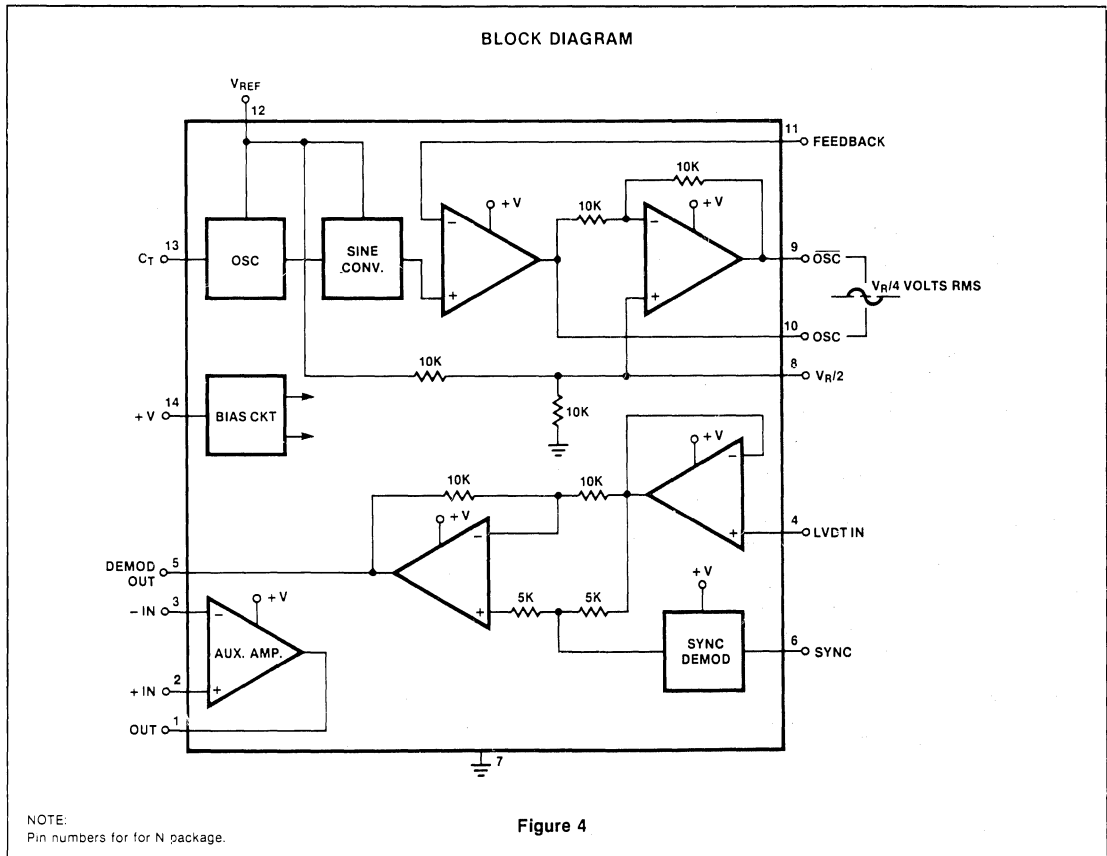 BLOCK DIAGRAM
VREF
12
11
FEEDBACK
10K
10K
+V
+V
13
CT
OSC
SINE
CONV.
−
+
−
+
9
OSC
VR/4 VOLTS RMS
10
OSC
8
VR/2
10K
10K
14
+V
BIAS CKT
+V
−
+
4
LVDT IN
10K
10K
+V
−
+
5
DEMOD
OUT
5K
5K
+V
SYNC
DEMOD
6
SYNC
3
− IN
+V
−
AUX. AMP.
+
2
+ IN
1
OUT
7
NOTE:
Pin numbers for for N package.
Figure 4